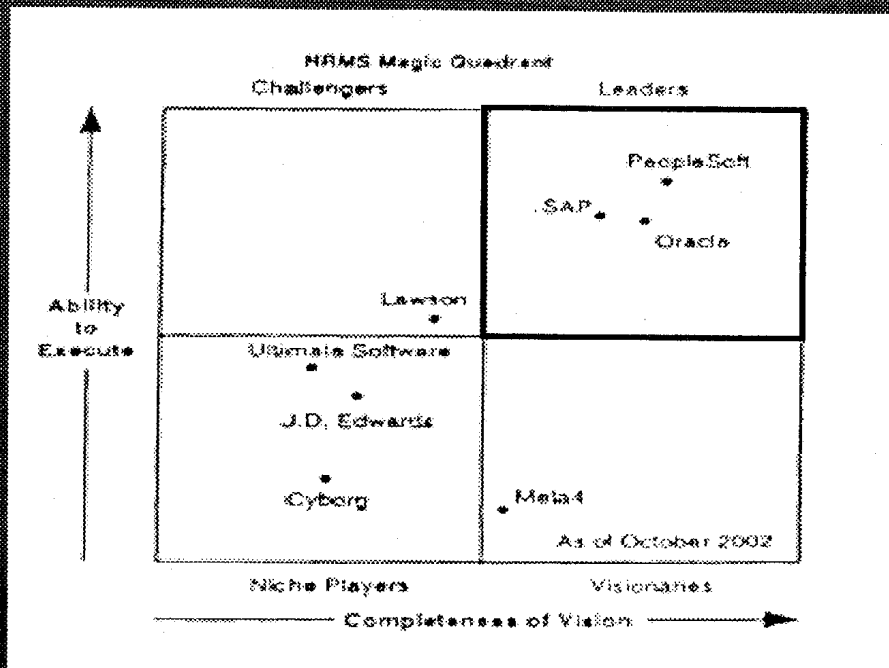 HRMS Magic Quadrant
Challengers
Leaders
PeopleSoft
SAP
Oracle
Lawson
Ability
to
Execute
Ultimate Software
J.D. Edwards
Cyborg
Meta4
As of October 2002
Niche Players
Visionaries
Completeness of Vision